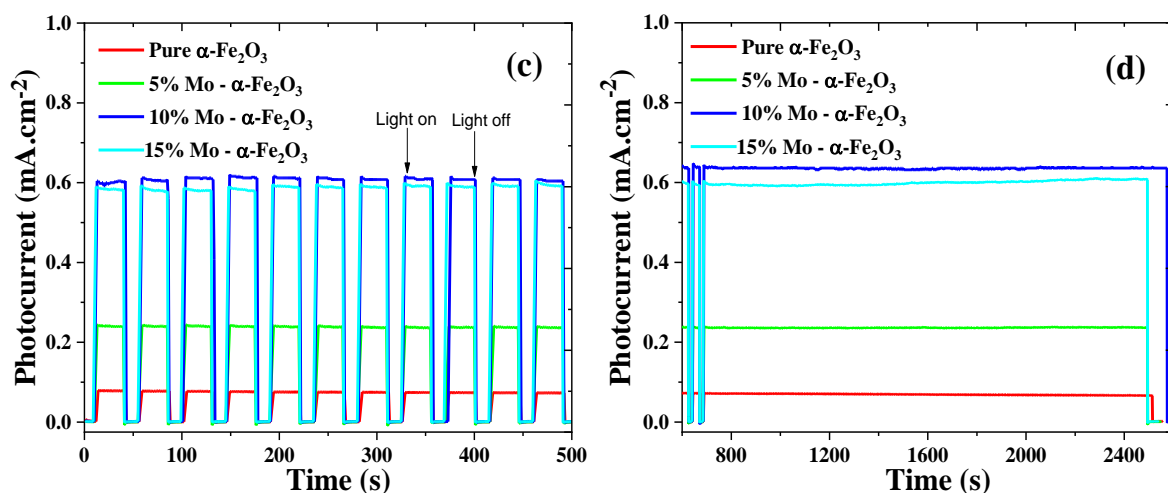 Photocurrent (mA.cm-2)
1.0
0.8
0.6
0.4
0.2
0.0
Pure α-Fe2O3
5% Mo - α-Fe2O3
10% Mo - α-Fe2O3
15% Mo - α-Fe2O3
(c)
Light on
Light off
0 100 200 300 400 500
Time (s)
Photocurrent (mA.cm-2)
1.0
0.8
0.6
0.4
0.2
0.0
Pure α-Fe2O3
5% Mo - α-Fe2O3
10% Mo - α-Fe2O3
15% Mo - α-Fe2O3
(d)
800 1200 1600 2000 2400
Time (s)